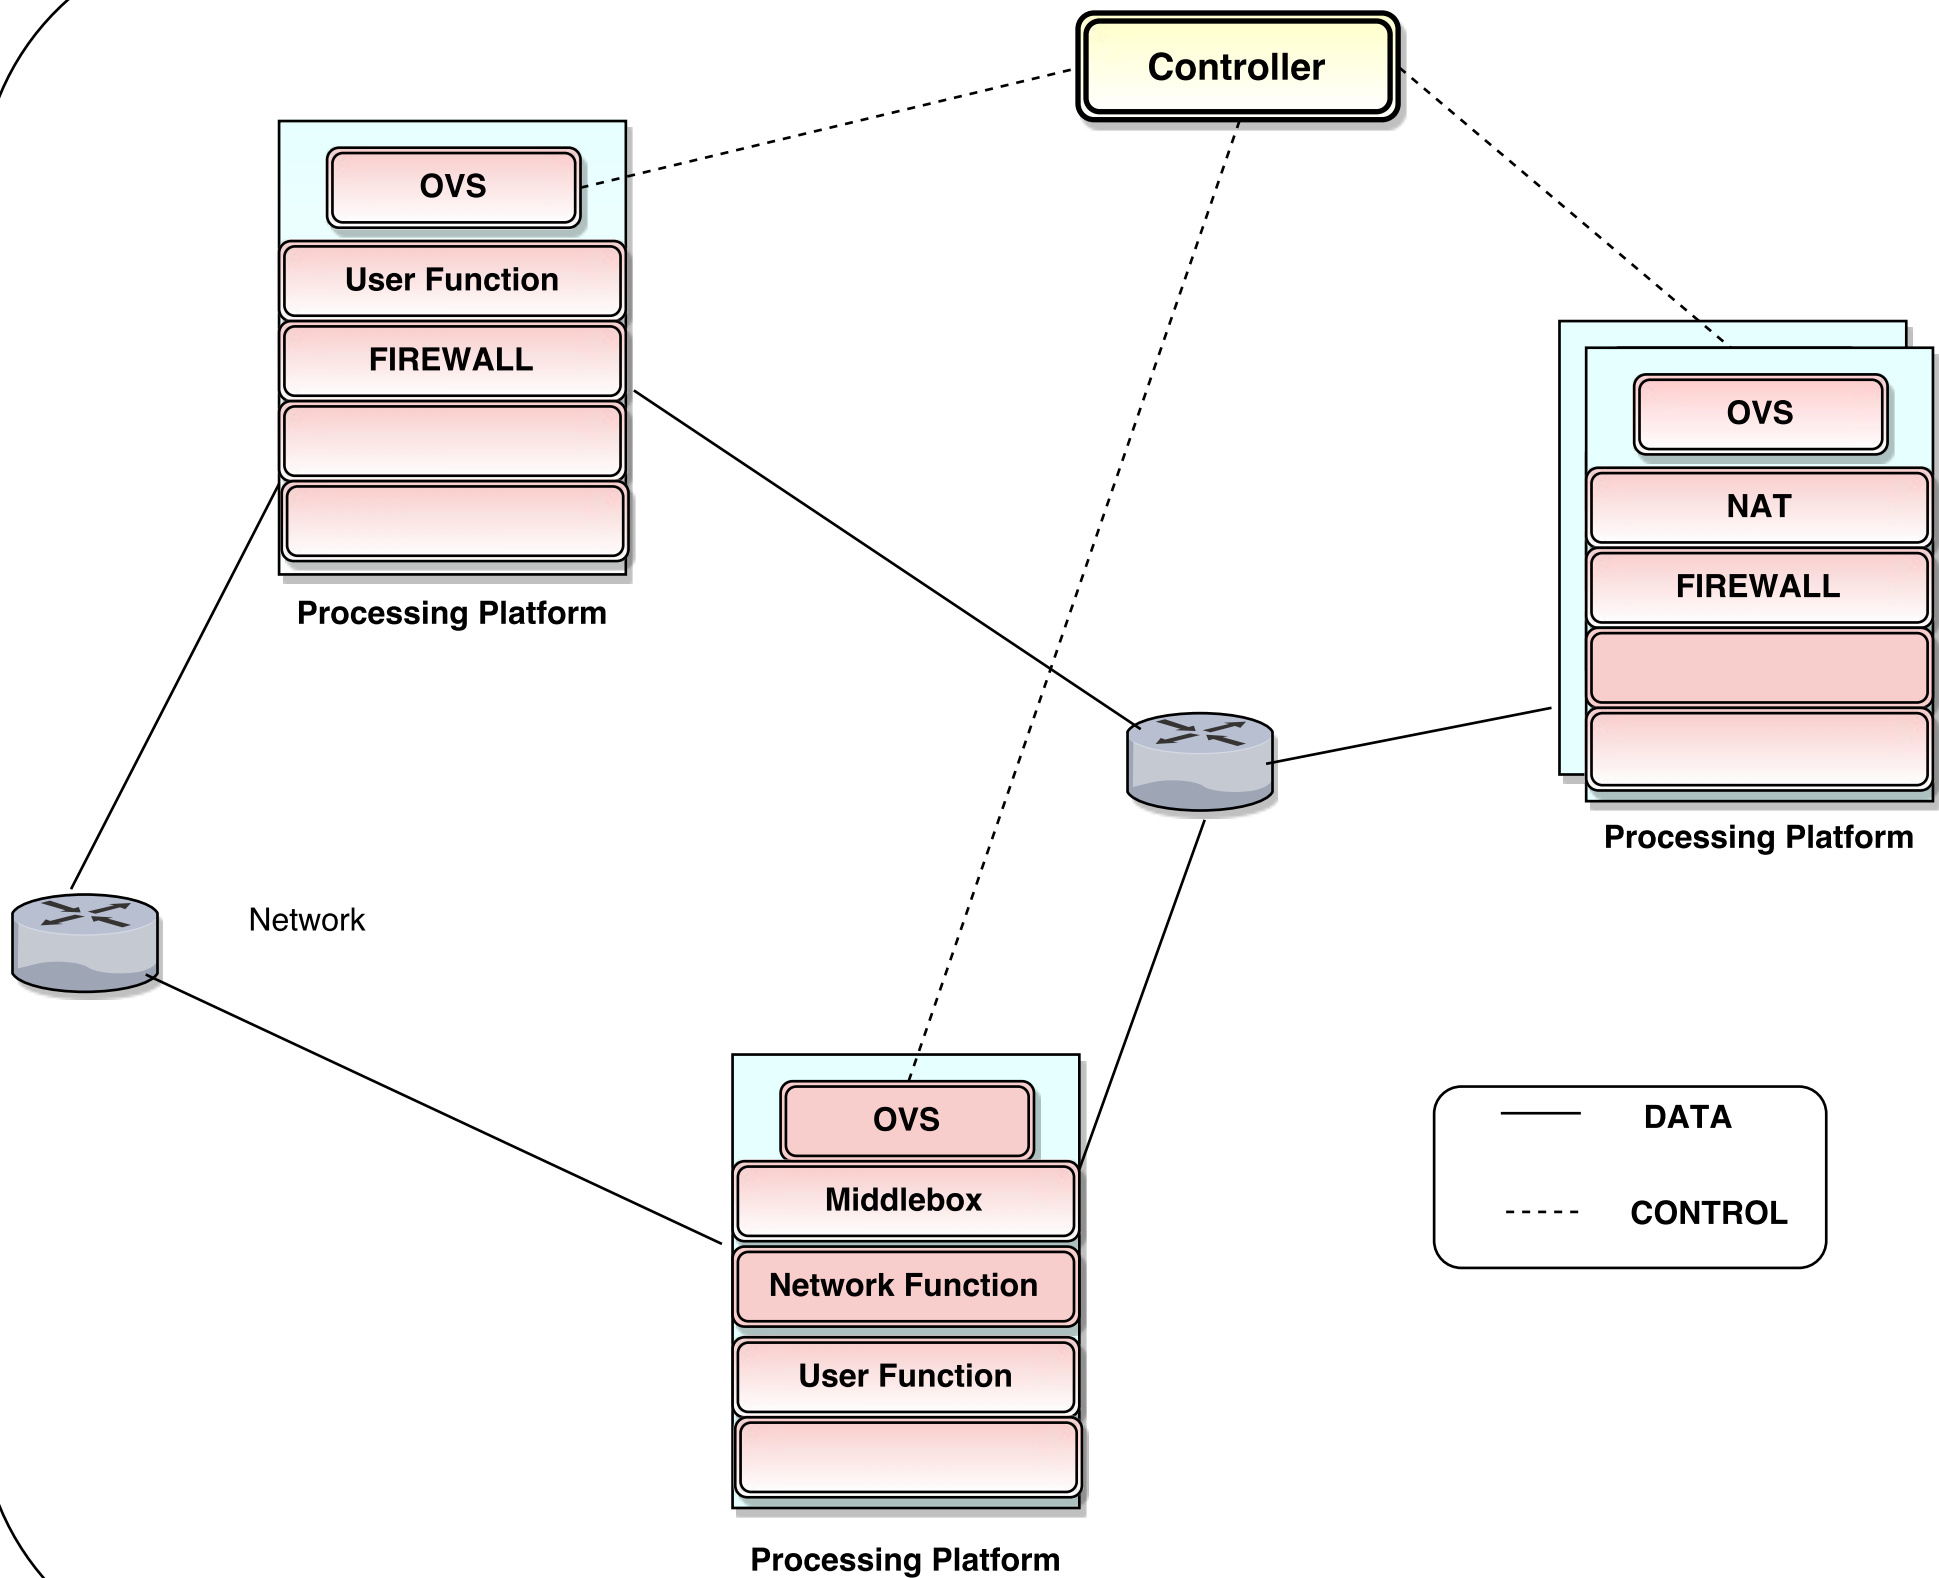 Controller
OVS
User Function
FIREWALL
Processing Platform
OVS
NAT
FIREWALL
Processing Platform
Network
OVS
Middlebox
Network Function
User Function
Processing Platform
DATA
CONTROL